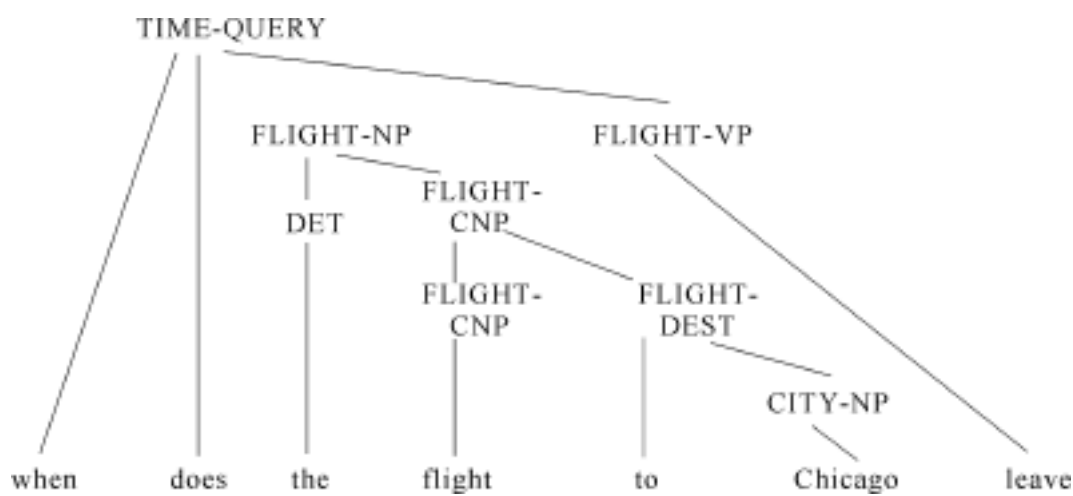 TIME-QUERY
FLIGHT-NP FLIGHT-VP
FLIGHT-
CNP
DET
FLIGHT-
CNP
FLIGHT-
DEST
CITY-NP
when does the flight to Chicago leave